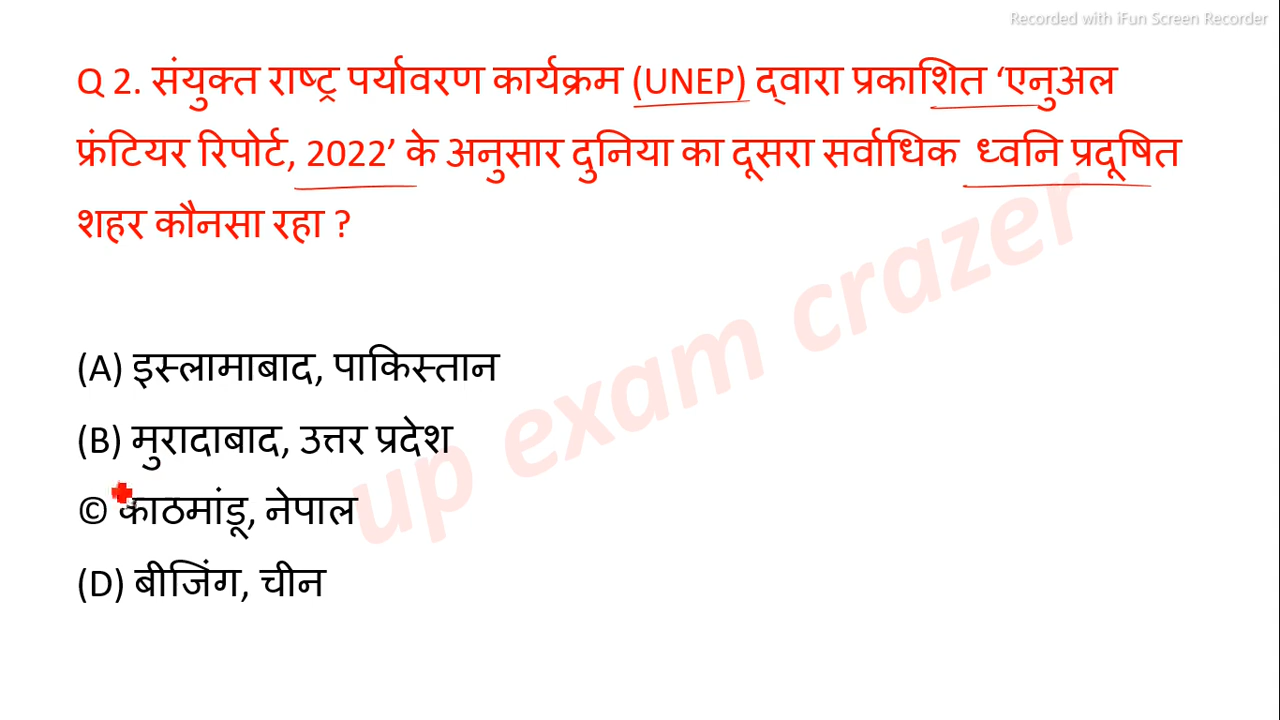 Recorded with iFun Screen Recorder
Q 2. संयुक्त राष्ट्र पर्यावरण कार्यक्रम (UNEP) द्वारा प्रकाशित ‘एनुअल
फ्रंटियर रिपोर्ट, 2022’ के अनुसार दुनिया का दूसरा सर्वाधिक ध्वनि प्रदूषित
शहर कौनसा रहा ?
up exam crazer
(A) इस्लामाबाद, पाकिस्तान
(B) मुरादाबाद, उत्तर प्रदेश
© काठमांडू, नेपाल
(D) बीजिंग, चीन